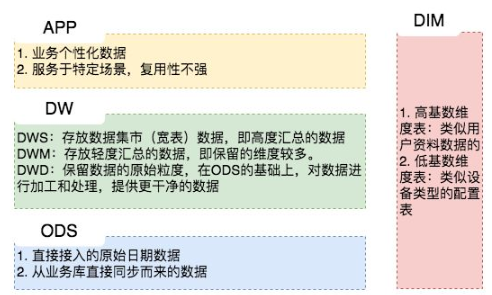 APP
1. 业务个性化数据
2. 服务于特定场景，复用性不强
DW
DWS：存放数据集市（宽表）数据，即高度汇总的数据
DWM：存放轻度汇总的数据，即保留的维度较多。
DWD：保留数据的原始粒度，在ODS的基础上，对数据进
行加工和处理，提供更干净的数据
ODS
1. 直接接入的原始日期数据
2. 从业务库直接同步而来的数据
DIM
1. 高基数维
度表：类似用
户资料数据的
2. 低基数维
度表：类似设
备类型的配置
表